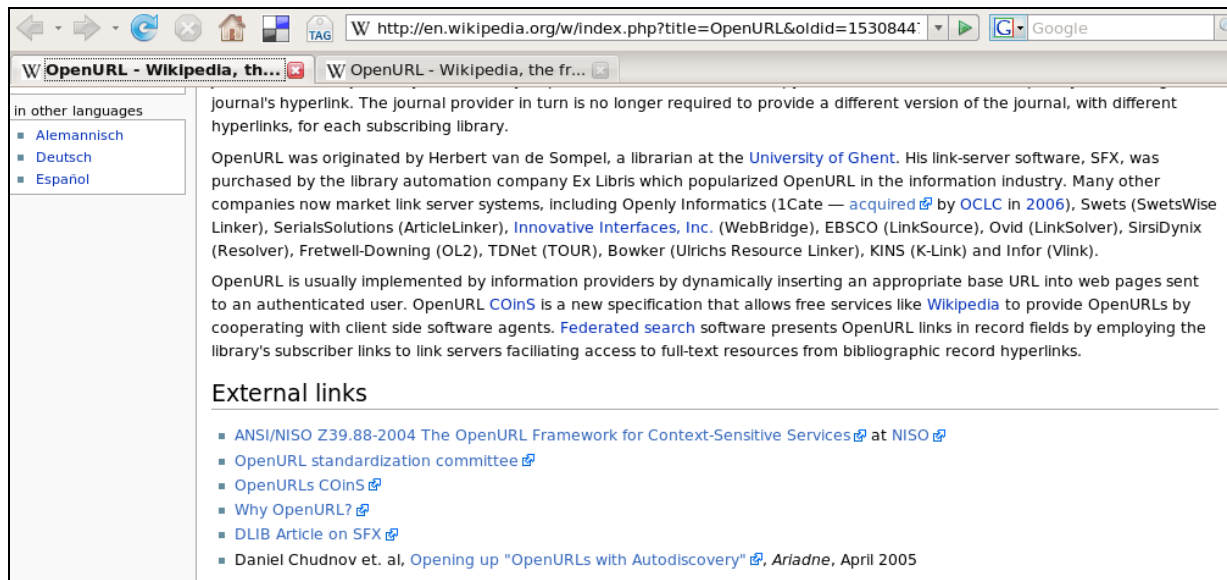 TAG
W http://en.wikipedia.org/w/index.php?title=OpenURL&oldid=15308447
G Google
W OpenURL - Wikipedia, th...
W OpenURL - Wikipedia, the fr...
in other languages
Alemannisch
Deutsch
Español
journal's hyperlink. The journal provider in turn is no longer required to provide a different version of the journal, with different
hyperlinks, for each subscribing library.
OpenURL was originated by Herbert van de Sompel, a librarian at the University of Ghent. His link-server software, SFX, was
purchased by the library automation company Ex Libris which popularized OpenURL in the information industry. Many other
companies now market link server systems, including Openly Informatics (1Cate — acquired by OCLC in 2006), Swets (SwetsWise
Linker), SerialsSolutions (ArticleLinker), Innovative Interfaces, Inc. (WebBridge), EBSCO (LinkSource), Ovid (LinkSolver), SirsiDynix
(Resolver), Fretwell-Downing (OL2), TDNet (TOUR), Bowker (Ulrichs Resource Linker), KINS (K-Link) and Infor (Vlink).
OpenURL is usually implemented by information providers by dynamically inserting an appropriate base URL into web pages sent
to an authenticated user. OpenURL COinS is a new specification that allows free services like Wikipedia to provide OpenURLs by
cooperating with client side software agents. Federated search software presents OpenURL links in record fields by employing the
library's subscriber links to link servers faciliating access to full-text resources from bibliographic record hyperlinks.
External links
ANSI/NISO Z39.88-2004 The OpenURL Framework for Context-Sensitive Services at NISO
OpenURL standardization committee
OpenURLs COinS
Why OpenURL?
DLIB Article on SFX
Daniel Chudnov et. al, Opening up "OpenURLs with Autodiscovery", Ariadne, April 2005